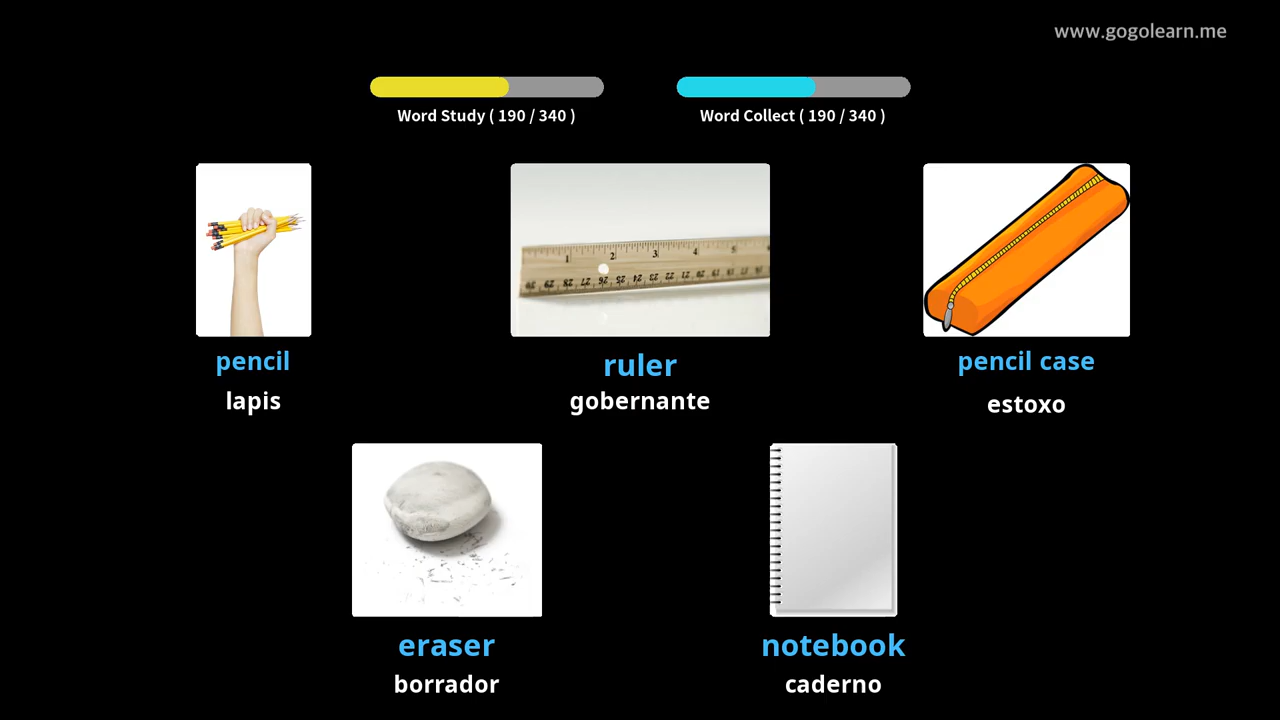 www.gogolearn.me
Word Study ( 190 / 340 )
Word Collect ( 190 / 340 )
pencil
lapis
ruler
gobernante
pencil case
estoxo
eraser
borrador
notebook
caderno